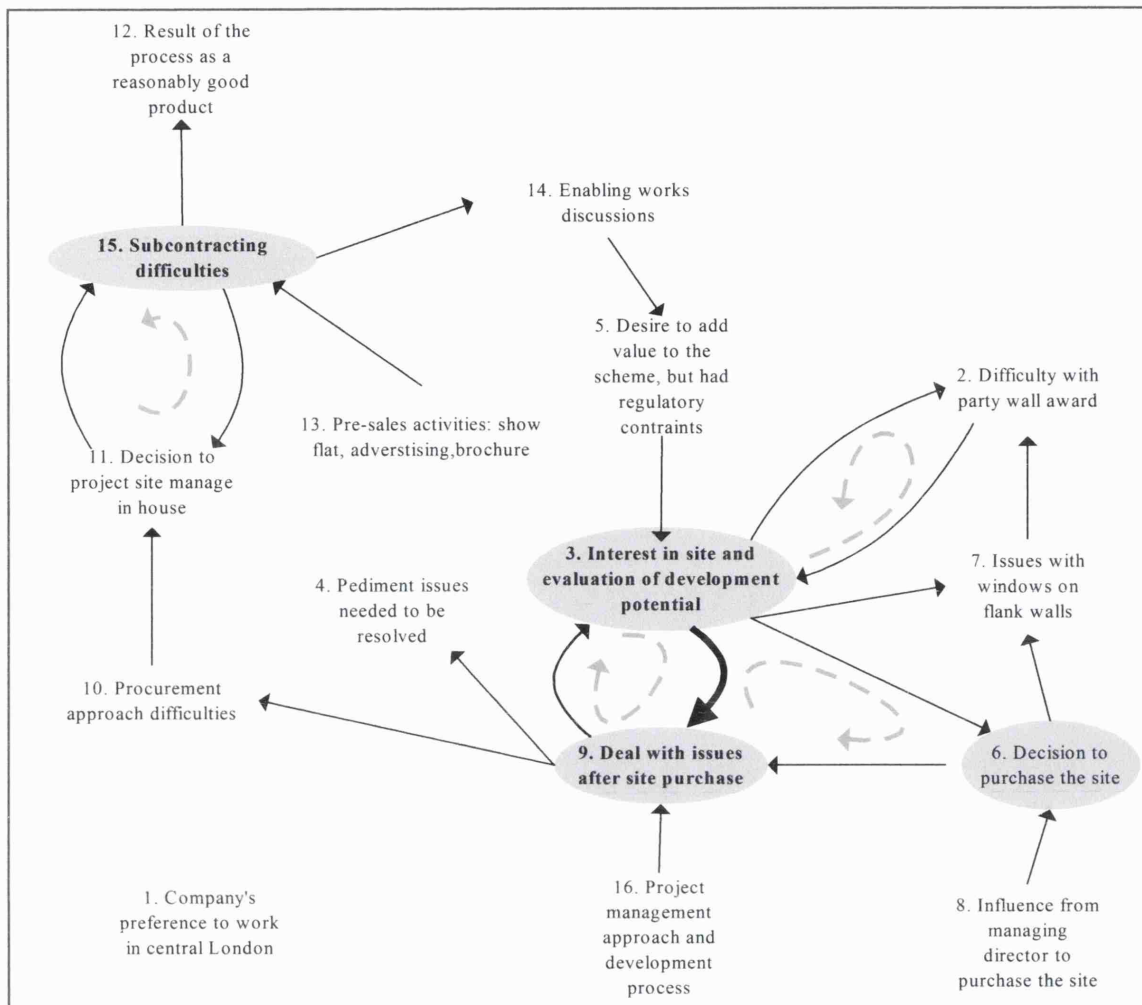 12. Result of the
process as a
reasonably good
product
14. Enabling works
discussions
15. Subcontracting
difficulties
5. Desire to add
value to the
scheme, but had
regulatory
contraints
2. Difficulty with
party wall award
13. Pre-sales activities: show
flat, adverstising,brochure
11. Decision to
project site manage
in house
3. Interest in site and
evaluation of development
potential
7. Issues with
windows on
flank walls
4. Pediment issues
needed to be
resolved
10. Procurement
approach difficulties
9. Deal with issues
after site purchase
6. Decision to
purchase the site
1. Company's
preference to work
in central London
16. Project
management
approach and
development
process
8. Influence from
managing
director to
purchase the site